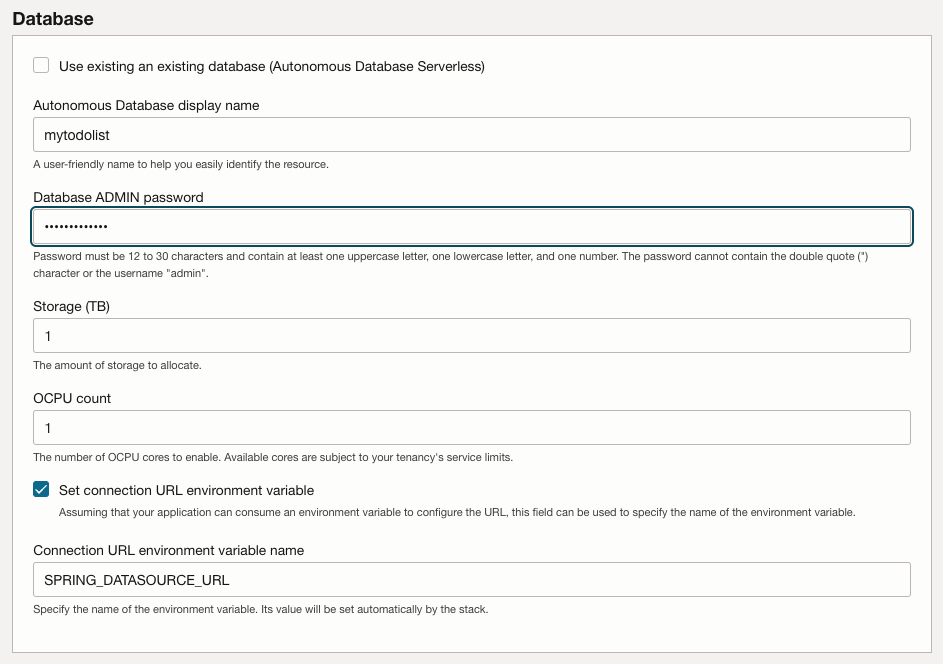 Database
Use existing an existing database (Autonomous Database Serverless)
Autonomous Database display name
mytodolist
A user-friendly name to help you easily identify the resource.
Database ADMIN password
•••••••••••••
Password must be 12 to 30 characters and contain at least one uppercase letter, one lowercase letter, and one number. The password cannot contain the double quote (")
character or the username "admin".
Storage (TB)
1
The amount of storage to allocate.
OCPU count
1
The number of OCPU cores to enable. Available cores are subject to your tenancy's service limits.
Set connection URL environment variable
Assuming that your application can consume an environment variable to configure the URL, this field can be used to specify the name of the environment variable.
Connection URL environment variable name
SPRING_DATASOURCE_URL
Specify the name of the environment variable. Its value will be set automatically by the stack.